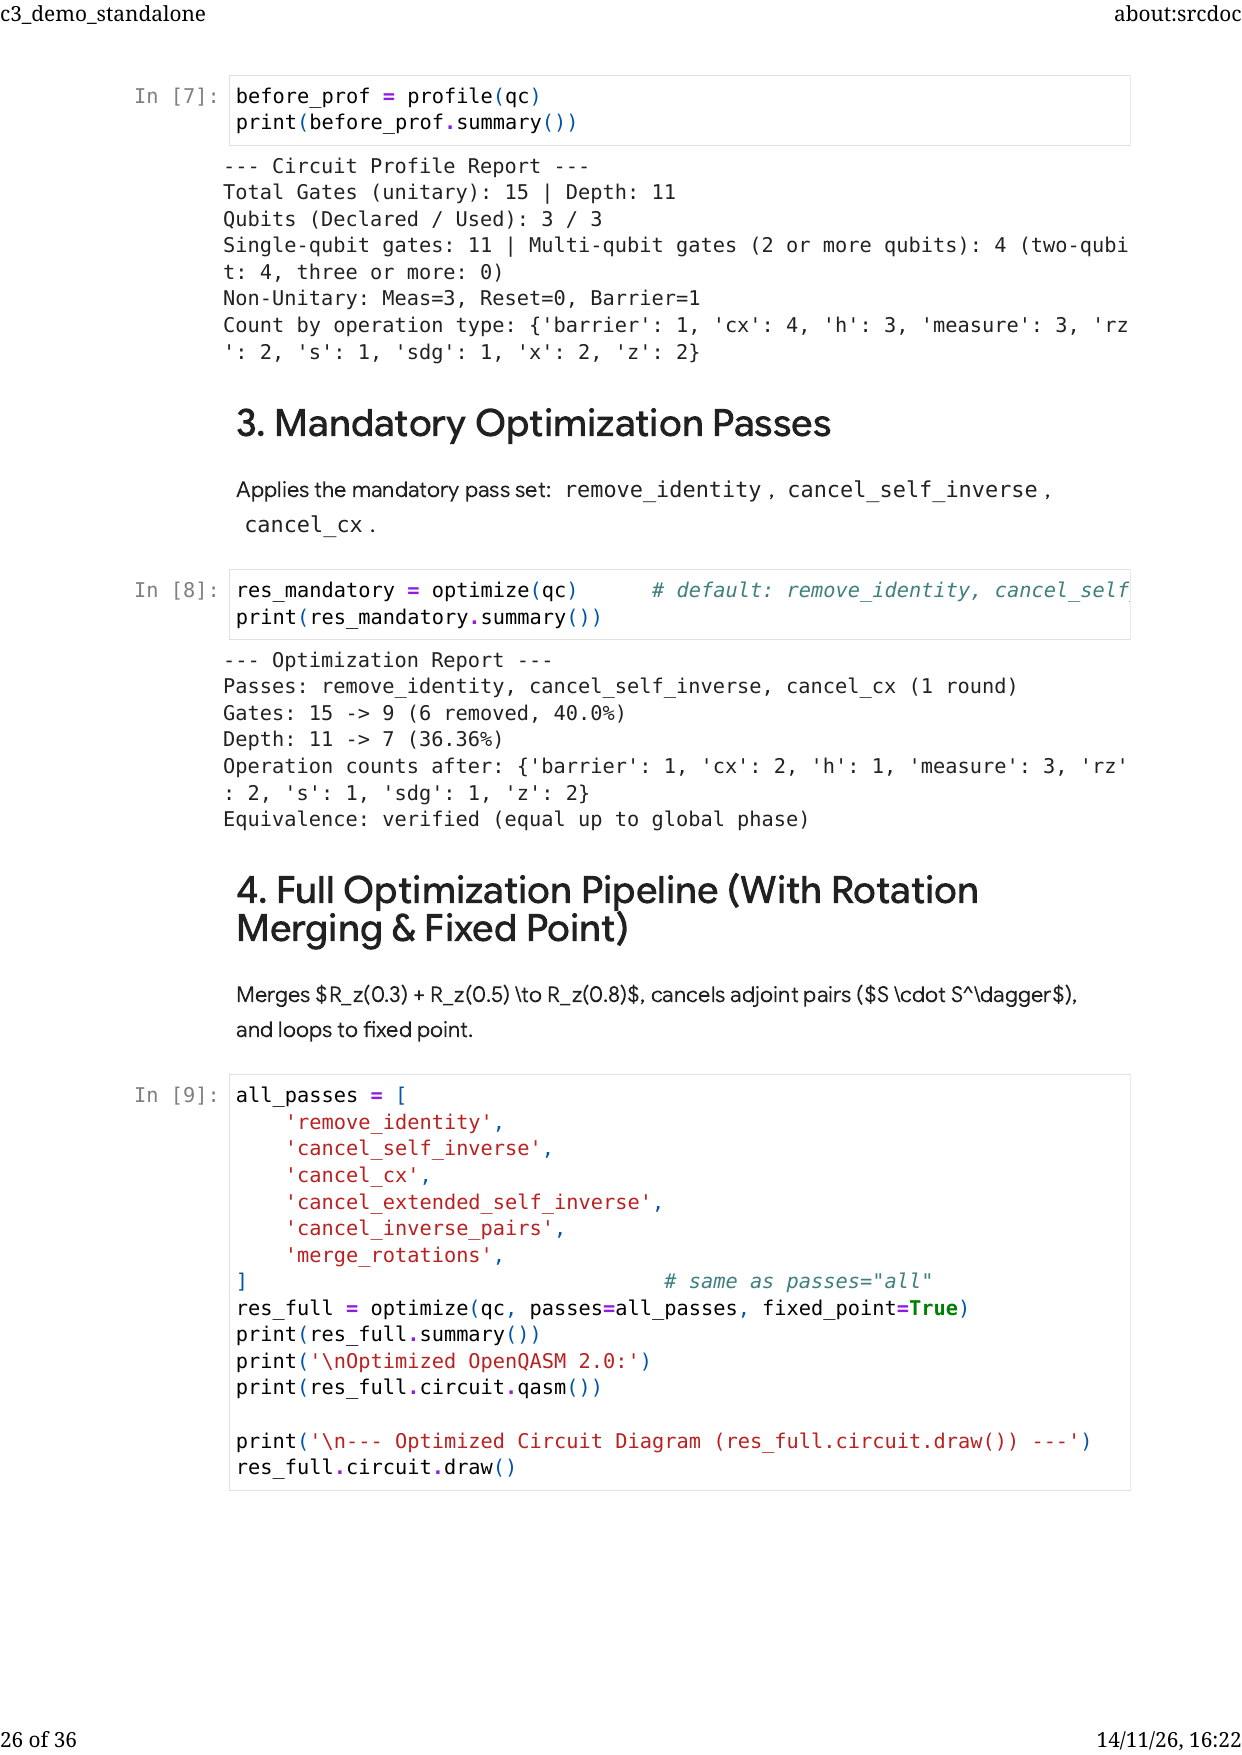 c3_demo_standalone about:srcdoc
In [7]: before_prof = profile(qc)
print(before_prof.summary())
--- Circuit Profile Report ---
Total Gates (unitary): 15 | Depth: 11
Qubits (Declared / Used): 3 / 3
Single-qubit gates: 11 | Multi-qubit gates (2 or more qubits): 4 (two-qubi
t: 4, three or more: 0)
Non-Unitary: Meas=3, Reset=0, Barrier=1
Count by operation type: {'barrier': 1, 'cx': 4, 'h': 3, 'measure': 3, 'rz
': 2, 's': 1, 'sdg': 1, 'x': 2, 'z': 2}
3. Mandatory Optimization Passes
Applies the mandatory pass set: remove_identity , cancel_self_inverse ,
cancel_cx .
In [8]: res_mandatory = optimize(qc)      # default: remove_identity, cancel_self_
print(res_mandatory.summary())
--- Optimization Report ---
Passes: remove_identity, cancel_self_inverse, cancel_cx (1 round)
Gates: 15 -> 9 (6 removed, 40.0%)
Depth: 11 -> 7 (36.36%)
Operation counts after: {'barrier': 1, 'cx': 2, 'h': 1, 'measure': 3, 'rz'
: 2, 's': 1, 'sdg': 1, 'z': 2}
Equivalence: verified (equal up to global phase)
4. Full Optimization Pipeline (With Rotation
Merging & Fixed Point)
Merges $R_z(0.3) + R_z(0.5) \to R_z(0.8)$, cancels adjoint pairs ($S \cdot S^\dagger$),
and loops to fixed point.
In [9]: all_passes = [
    'remove_identity',
    'cancel_self_inverse',
    'cancel_cx',
    'cancel_extended_self_inverse',
    'cancel_inverse_pairs',
    'merge_rotations',
]                                  # same as passes="all"
res_full = optimize(qc, passes=all_passes, fixed_point=True)
print(res_full.summary())
print('\nOptimized OpenQASM 2.0:')
print(res_full.circuit.qasm())
print('\n--- Optimized Circuit Diagram (res_full.circuit.draw()) ---')
res_full.circuit.draw()
26 of 36 14/11/26, 16:22